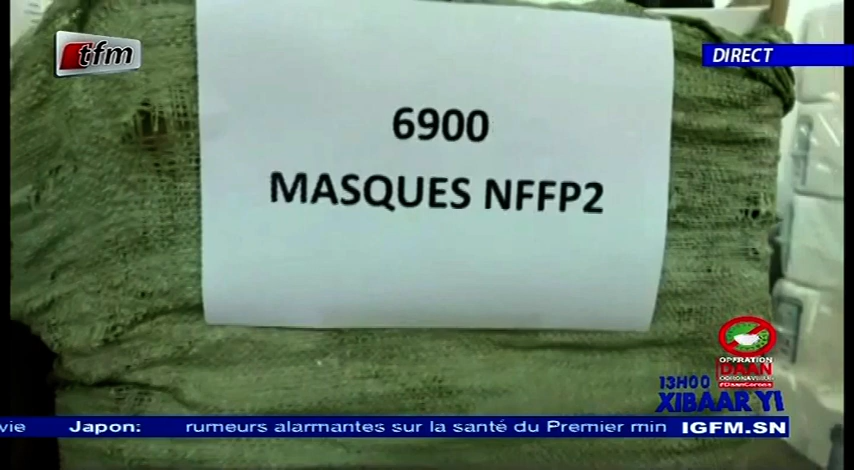 tfm
DIRECT
6900
MASQUES NFFP2
OPERATION
DAAN
CORONAVIRUS
#DaanCorona
13H00
XIBAAR YI
vie Japon: rumeurs alarmantes sur la santé du Premier min IGFM.SN